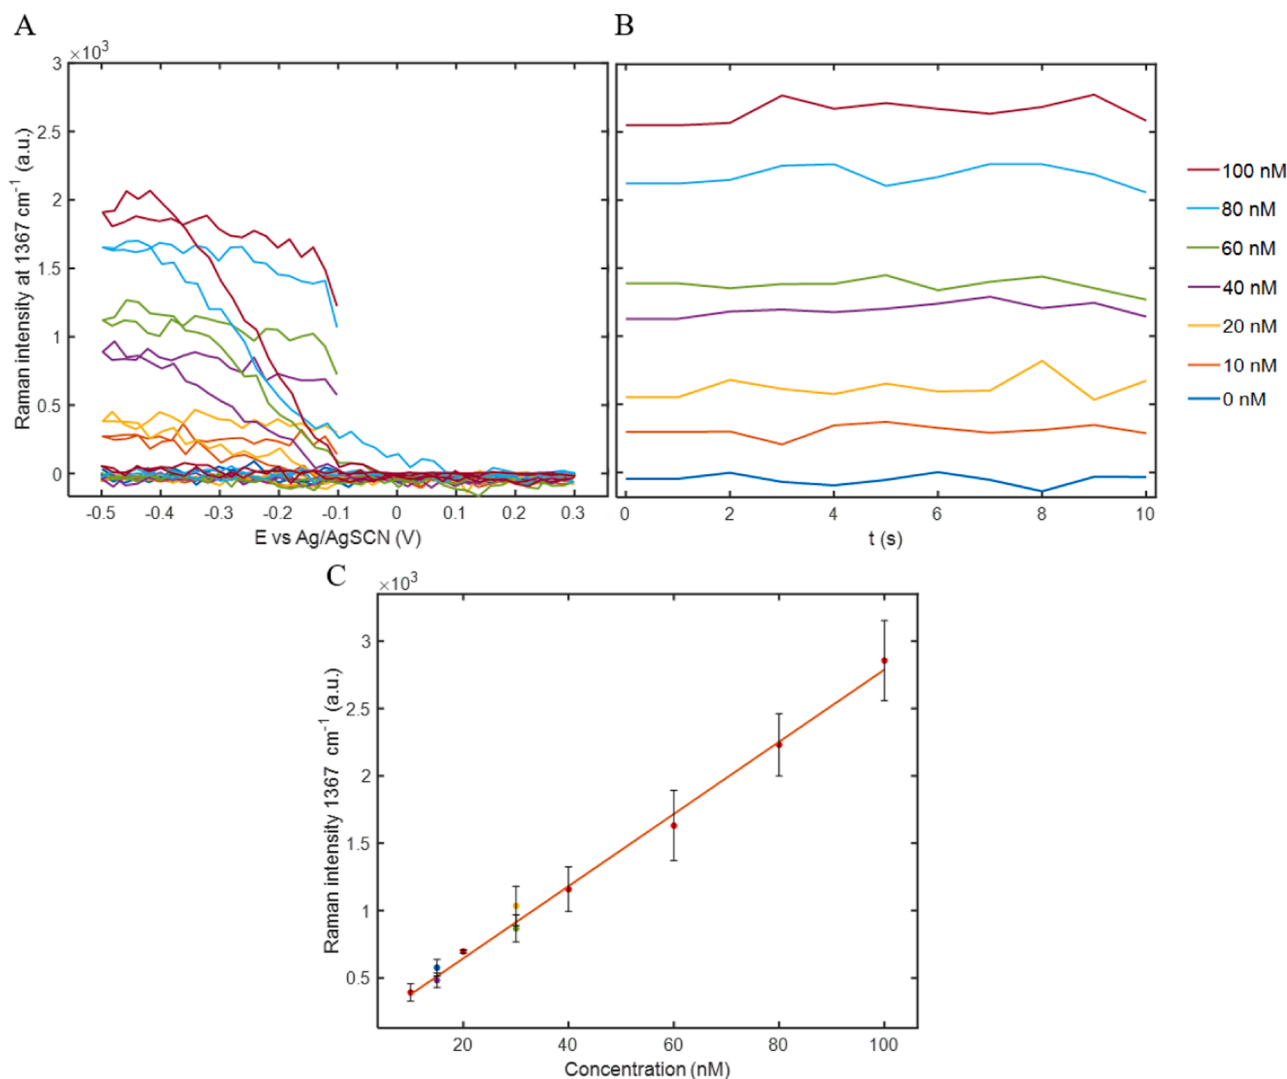 A
B
×10³
3
2.5
2
1.5
1
0.5
0
Raman intensity at 1367 cm⁻¹ (a.u.)
-0.5 -0.4 -0.3 -0.2 -0.1 0 0.1 0.2 0.3
E vs Ag/AgSCN (V)
0 2 4 6 8 10
t (s)
100 nM
80 nM
60 nM
40 nM
20 nM
10 nM
0 nM
C
×10³
3
2.5
2
1.5
1
0.5
Raman intensity 1367 cm⁻¹ (a.u.)
20 40 60 80 100
Concentration (nM)